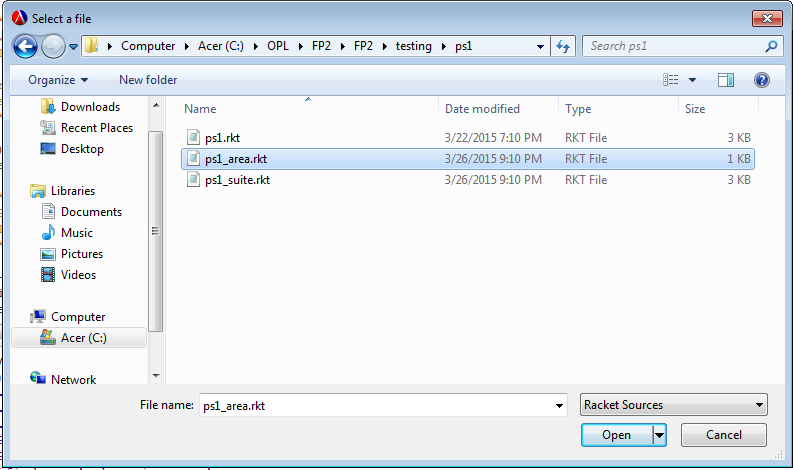 Select a file
Computer Acer (C:) OPL FP2 FP2 testing ps1 Search ps1
Organize New folder
Name Date modified Type Size
Downloads
Recent Places
Desktop
Libraries
Documents
Music
Pictures
Videos
Computer
Acer (C:)
Network
ps1.rkt 3/22/2015 7:10 PM RKT File 3 KB
ps1_area.rkt 3/26/2015 9:10 PM RKT File 1 KB
ps1_suite.rkt 3/26/2015 9:10 PM RKT File 3 KB
File name: ps1_area.rkt Racket Sources
Open Cancel